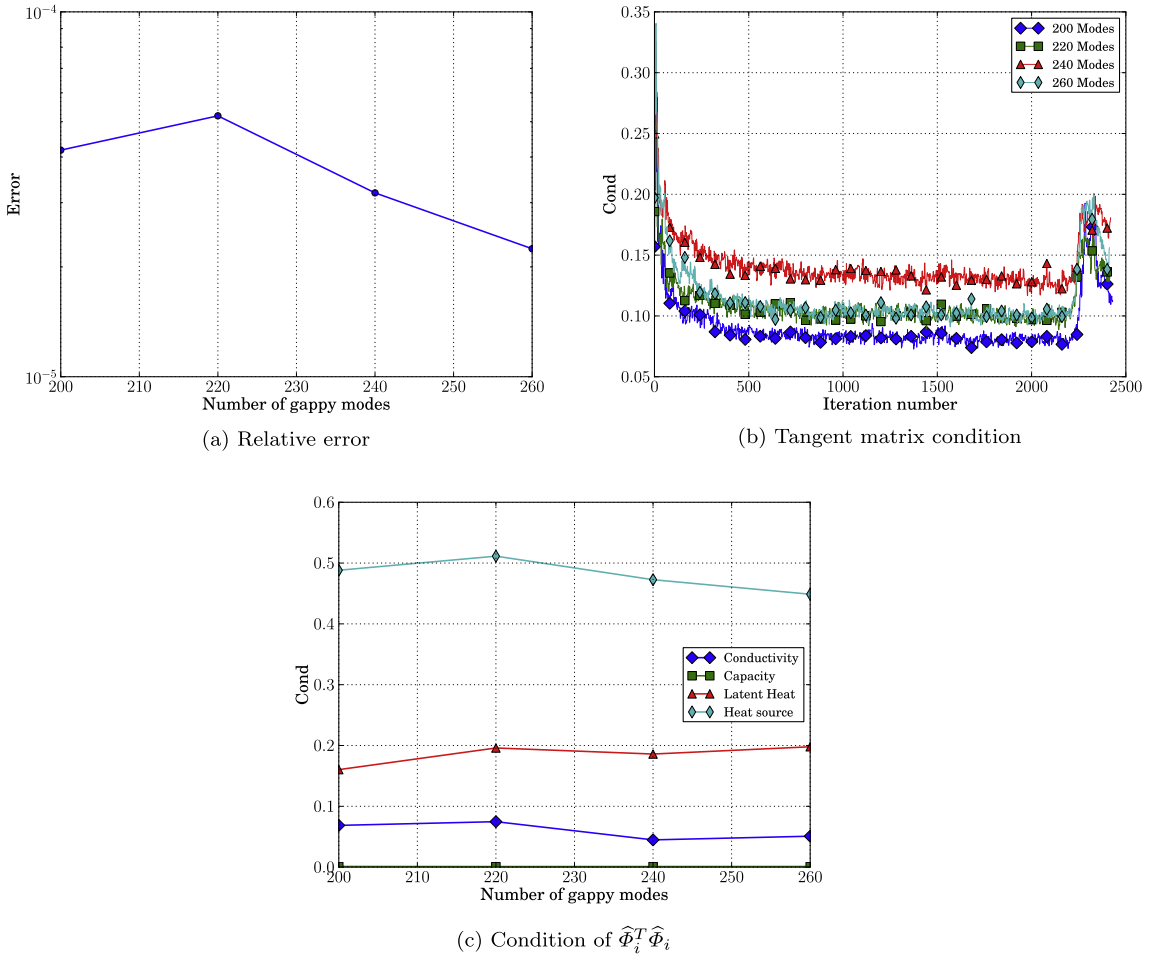 10⁻⁴
Error
10⁻⁵
200 210 220 230 240 250 260
Number of gappy modes
(a) Relative error
0.35
0.30
0.25
0.20
0.15
0.10
0.05
Cond
200 Modes
220 Modes
240 Modes
260 Modes
0 500 1000 1500 2000 2500
Iteration number
(b) Tangent matrix condition
0.6
0.5
0.4
0.3
0.2
0.1
0.0
Cond
Conductivity
Capacity
Latent Heat
Heat source
200 210 220 230 240 250 260
Number of gappy modes
(c) Condition of Φ̂ᵢᵀΦ̂ᵢ